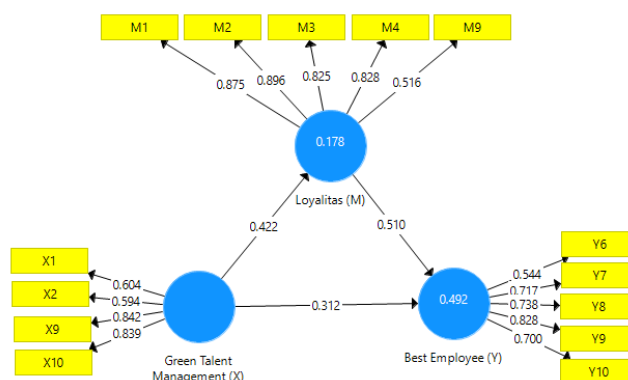 M1 M2 M3 M4 M9
0.875 0.896 0.825 0.828 0.516
0.178
Loyalitas (M)
0.422 0.510
X1
X2
X9
X10
0.604
0.594
0.842
0.839
Green Talent
Management (X)
0.312
0.492
Best Employee (Y)
0.544
0.717
0.738
0.828
0.700
Y6
Y7
Y8
Y9
Y10